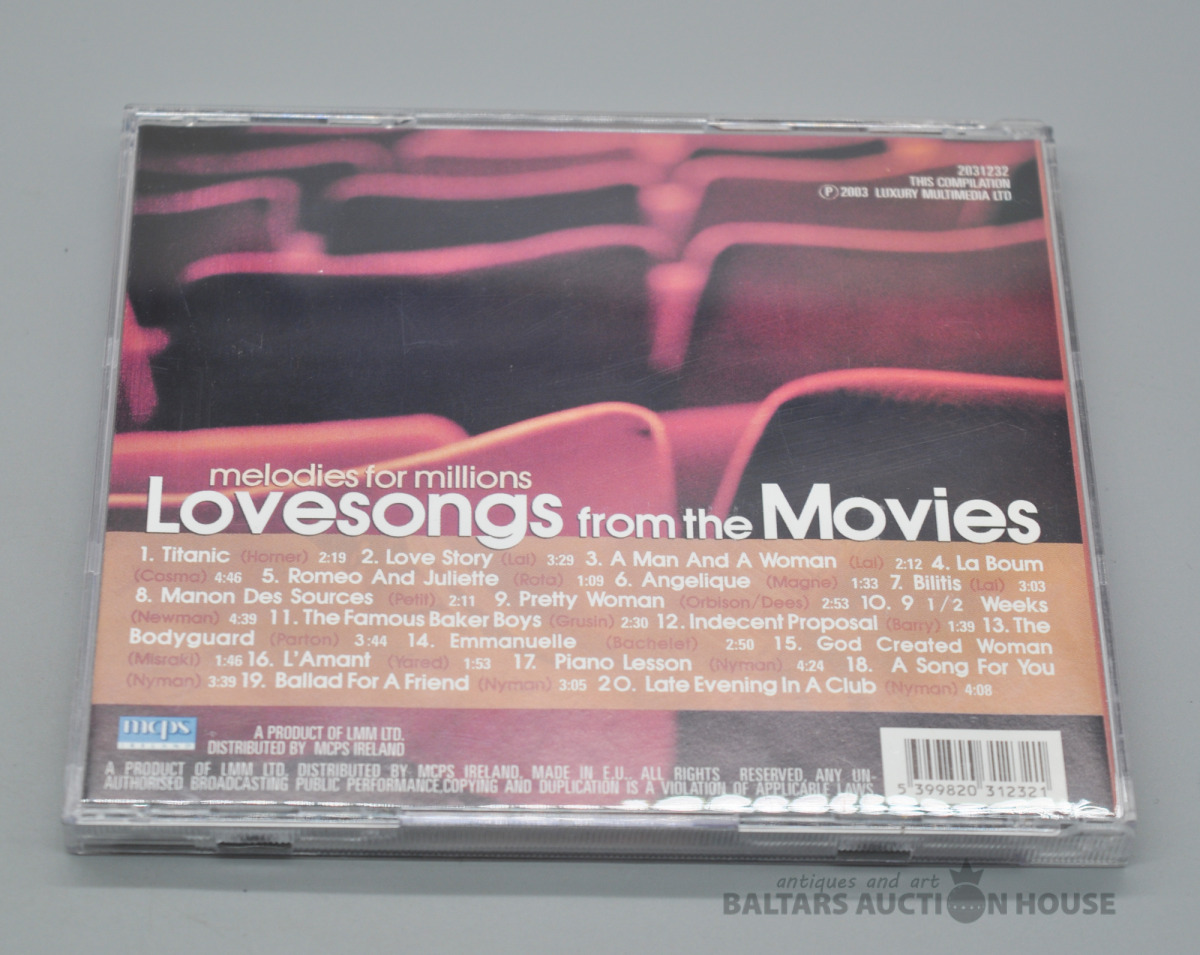 2031232
THIS COMPILATION
Ⓟ 2003 LUXURY MULTIMEDIA LTD
melodies for millions
Lovesongs from the Movies
1. Titanic (Horner) 2:19 2. Love Story (Lai) 3:29 3. A Man And A Woman (Lai) 2:12 4. La Boum
(Cosma) 4:46 5. Romeo And Juliette (Rota) 1:09 6. Angelique (Magne) 1:33 7. Bilitis (Lai) 3:03
8. Manon Des Sources (Petit) 2:11 9. Pretty Woman (Orbison/Dees) 2:53 10. 9 1/2 Weeks
(Newman) 4:39 11. The Famous Baker Boys (Grusin) 2:30 12. Indecent Proposal (Barry) 1:39 13. The
Bodyguard (Parton) 3:44 14. Emmanuelle (Bachelet) 2:50 15. God Created Woman
(Misraki) 1:46 16. L'Amant (Yared) 1:53 17. Piano Lesson (Nyman) 4:24 18. A Song For You
(Nyman) 3:39 19. Ballad For A Friend (Nyman) 3:05 20. Late Evening In A Club (Nyman) 4:08
mcps
IRELAND
A PRODUCT OF LMM LTD.
DISTRIBUTED BY MCPS IRELAND
A PRODUCT OF LMM LTD, DISTRIBUTED BY MCPS IRELAND, MADE IN E.U.. ALL RIGHTS RESERVED, ANY UN-
AUTHORISED BROADCASTING PUBLIC PERFORMANCE,COPYING AND DUPLICATION IS A VIOLATION OF APPLICABLE LAWS.
5 399820 312321
antiques and art
BALTARS AUCTION HOUSE